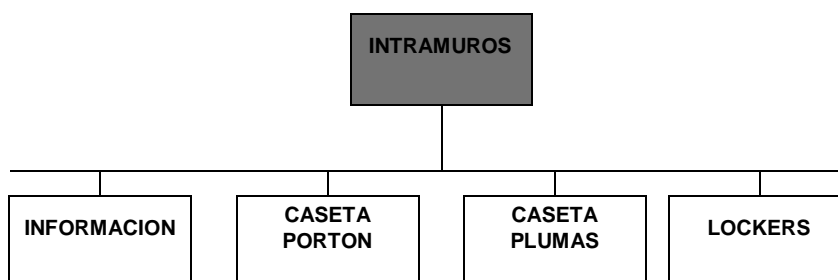 INTRAMUROS
INFORMACION
CASETA
PORTON
CASETA
PLUMAS
LOCKERS